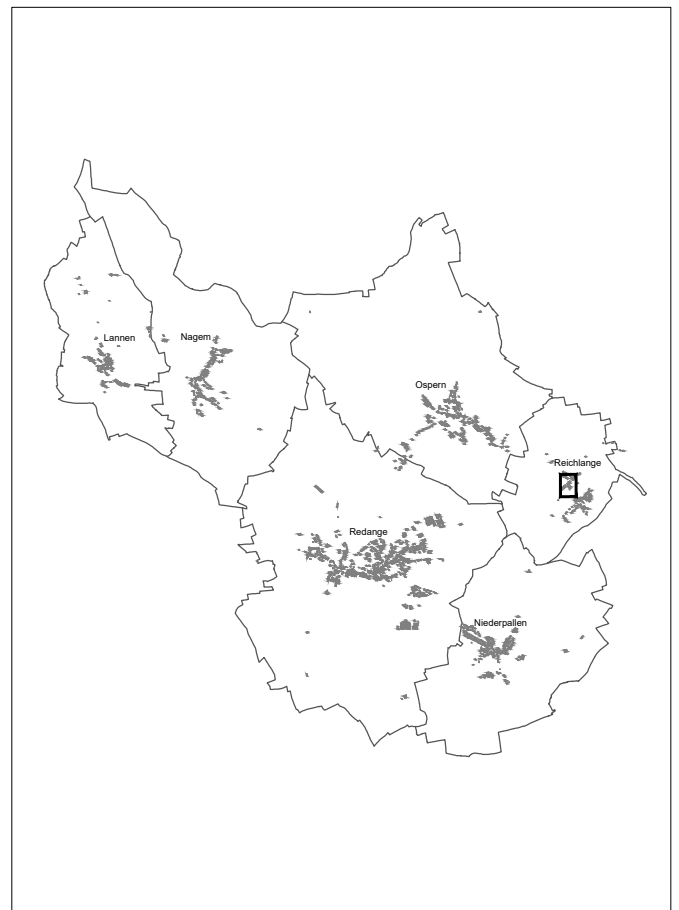 Lannen
Nagem
Ospern
Reichlange
Redange
Niederpallen